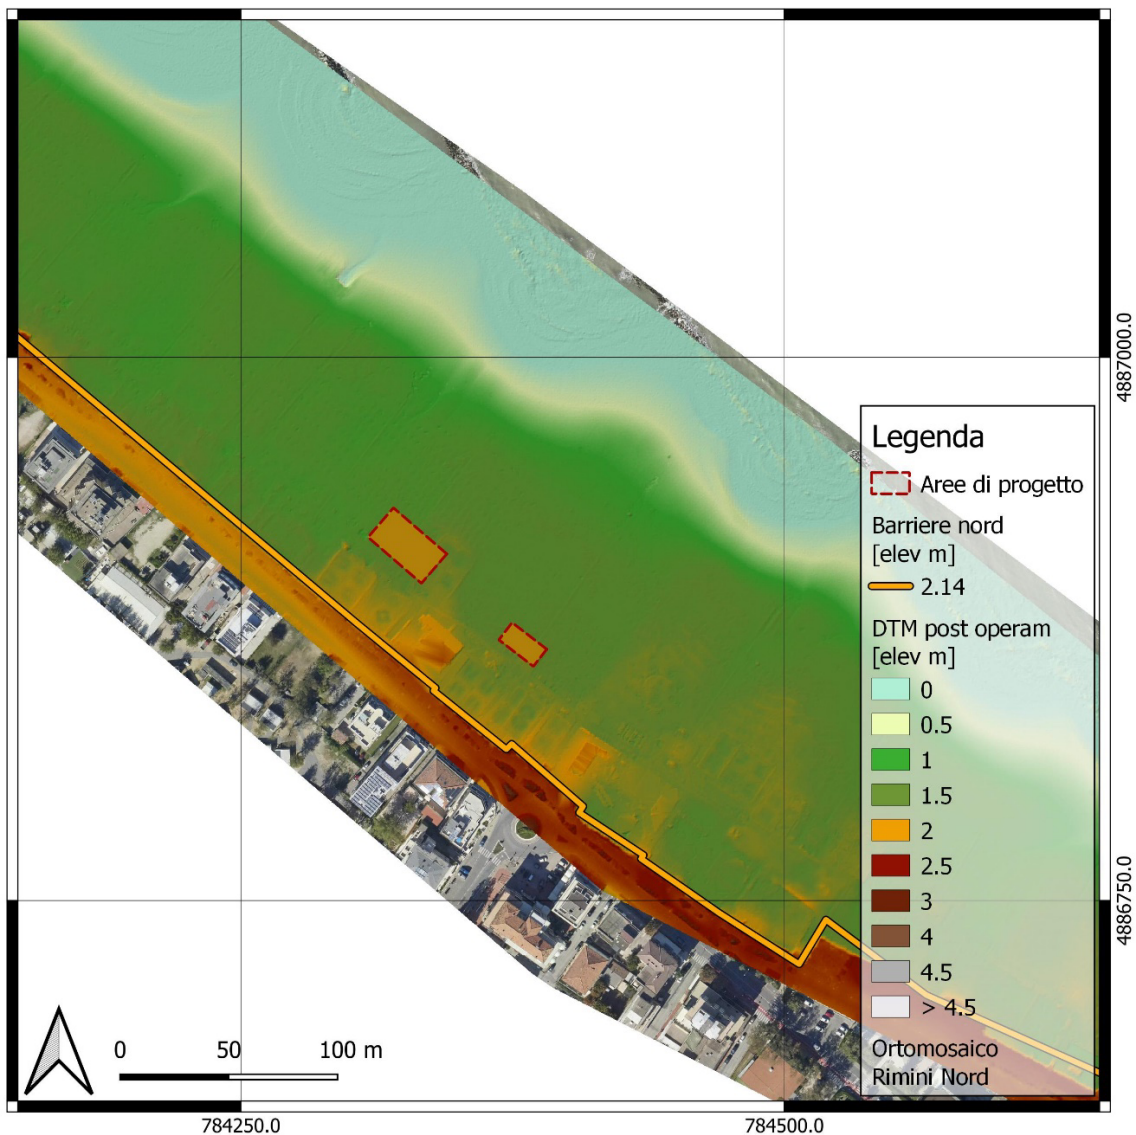 4887000.0
Legenda
Aree di progetto
Barriere nord
[elev m]
2.14
DTM post operam
[elev m]
0
0.5
1
1.5
2
2.5
3
4
4.5
> 4.5
Ortomosaico
Rimini Nord
4886750.0
0 50 100 m
784250.0 784500.0